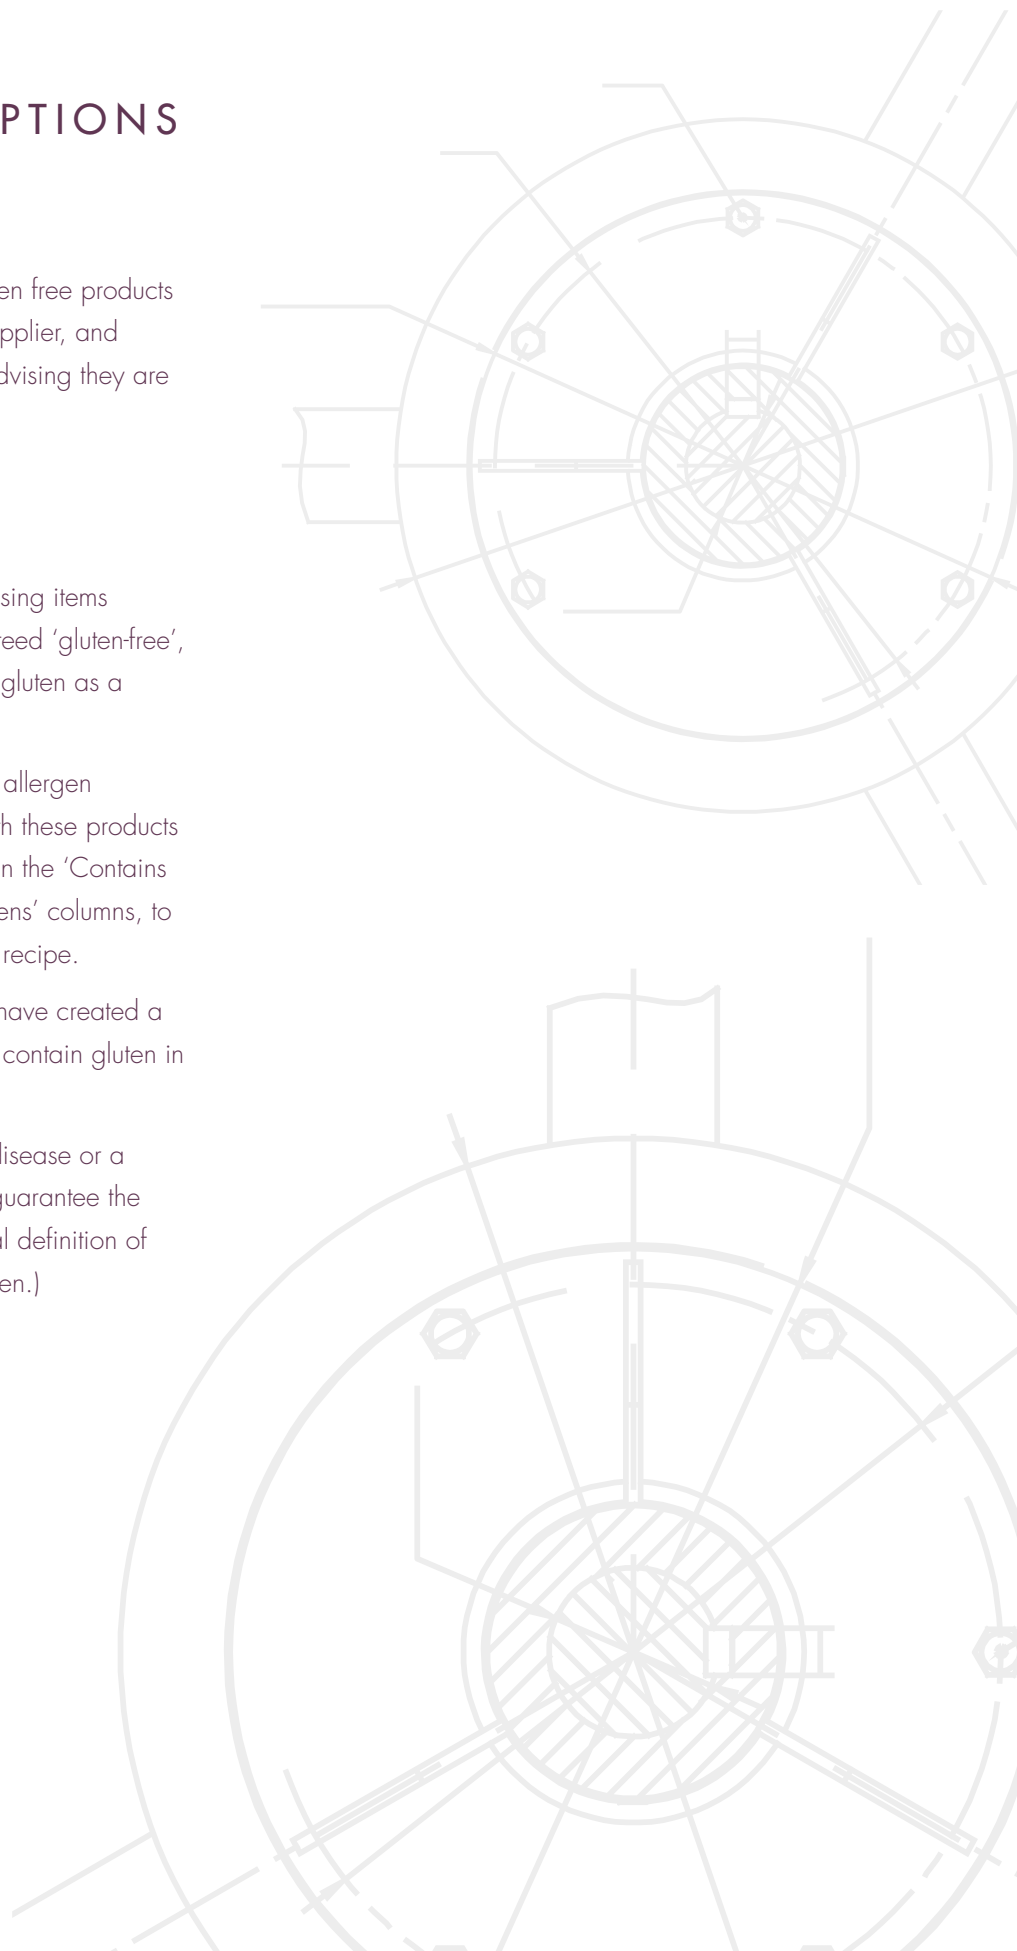 PTIONS
en free products
pplier, and
dvising they are
sing items
reed ‘gluten-free’,
gluten as a
allergen
h these products
n the ‘Contains
ens’ columns, to
recipe.
have created a
contain gluten in
disease or a
guarantee the
al definition of
en.)